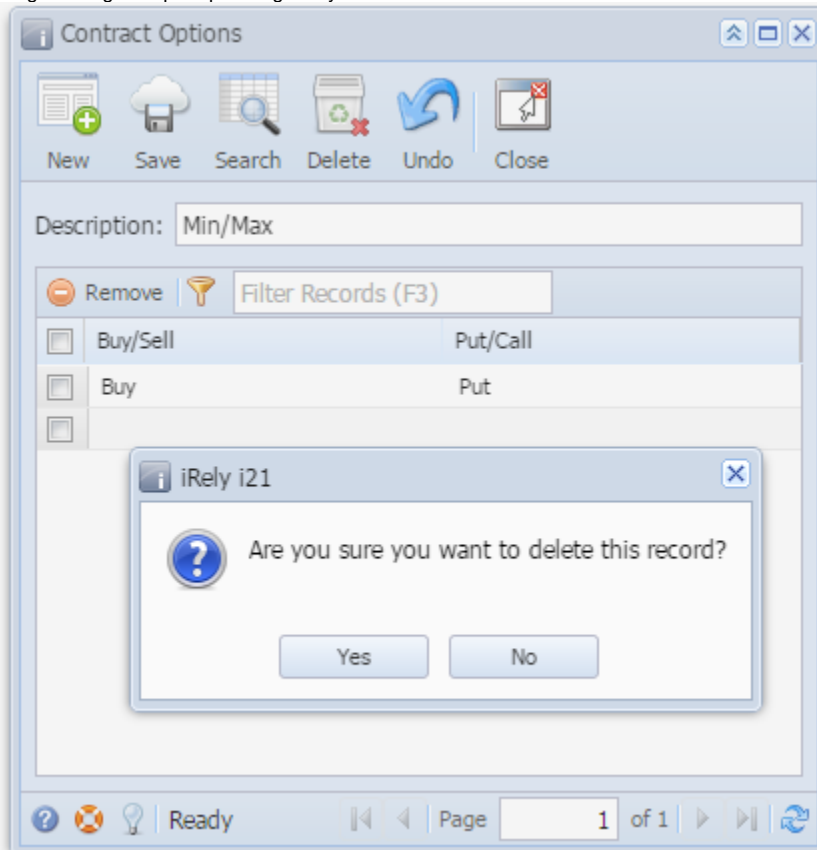 Contract Options
New Save Search Delete Undo Close
Description: Min/Max
Remove Filter Records (F3)
Buy/Sell Put/Call
Buy Put
iRely i21
Are you sure you want to delete this record?
Yes No
Ready Page 1 of 1